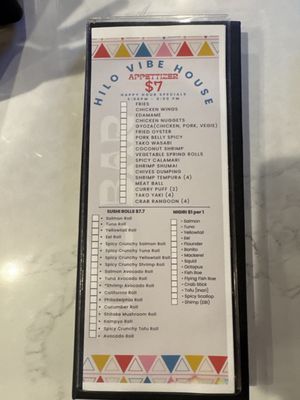 HILO VIBE HOUSE
APPETIZER
$7
HAPPY HOUR SPECIALS
BAR
FRIES
CHICKEN WINGS
EDAMAME
CHICKEN NUGGETS
GYOZA(CHICKEN, PORK, VEGIE)
FRIED OYSTER
PORK BELLY SPICY
TAKO WASABI
COCONUT SHRIMP
VEGETABLE SPRING ROLLS
SPICY CALAMARI
SHRIMP SHUMAI
CHIVES DUMPING
SHRIMP TEMPURA (4)
MEAT BALL
CURRY PUFF (2)
TAKO YAKI (4)
CRAB RANGOON (4)
SUSHI ROLLS $7.7
Salmon Roll
Tuna Roll
Yellowtail Roll
Eel Roll
Spicy Crunchy Salmon Roll
Spicy Crunchy Tuna Roll
Spicy Crunchy Yellowtail Roll
Spicy Crunchy Shrimp Roll
Salmon Avocado Roll
Tuna Avocado Roll
*Shrimp Avocado Roll
California Roll
Philadelphia Roll
Cucumber Roll
Shitake Mushroom Roll
Kampyo Roll
Spicy Crunchy Tofu Roll
Avocado Roll
NIGIRI $1 per 1
Salmon
Tuna
Yellowtail
Eel
Flounder
Bonito
Mackerel
Squid
Octopus
Fish Roe
Flying Fish Roe
Crab Stick
Tofu (Inari)
Spicy Scallop
Shrimp (EBI)